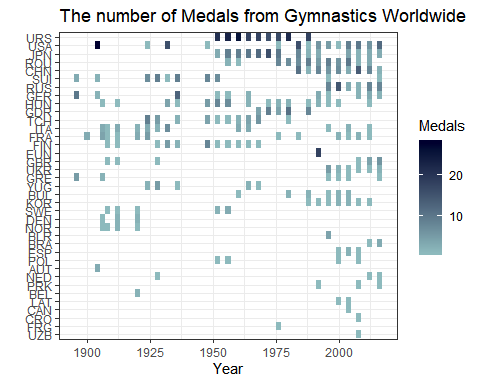 The number of Medals from Gymnastics Worldwide
URS
USA
JPN
ROU
CHN
SUI
RUS
GER
HUN
GDR
TCH
ITA
FRA
FIN
EUN
GBR
UKR
GRE
YUG
BUL
KOR
SWE
DEN
NOR
BLR
BRA
ESP
POL
AUT
NED
PRK
BEL
LAT
CAN
CRO
FRG
UZB
1900 1925 1950 1975 2000
Year
Medals
20
10